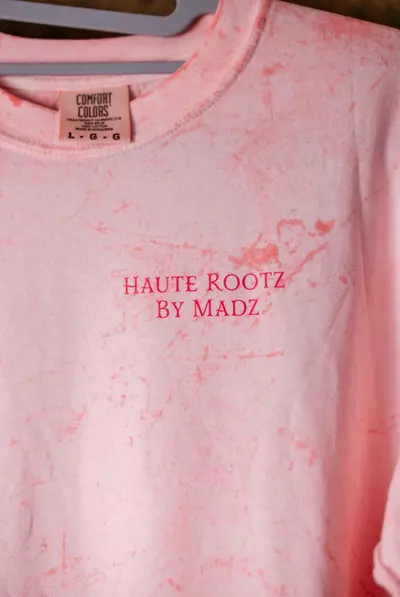 COMFORT
COLORS
L - G - G
HAUTE ROOTZ
BY MADZ